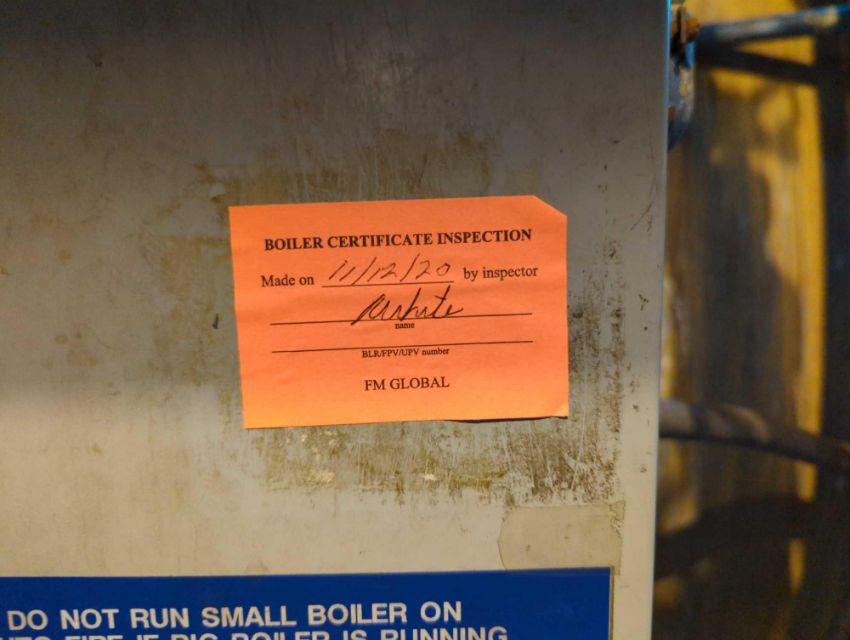 BOILER CERTIFICATE INSPECTION
Made on 11/12/20 by inspector
name
BLR/FPV/UPV number
FM GLOBAL
DO NOT RUN SMALL BOILER ON
FIRE IF BIG BOILER IS RUNNING